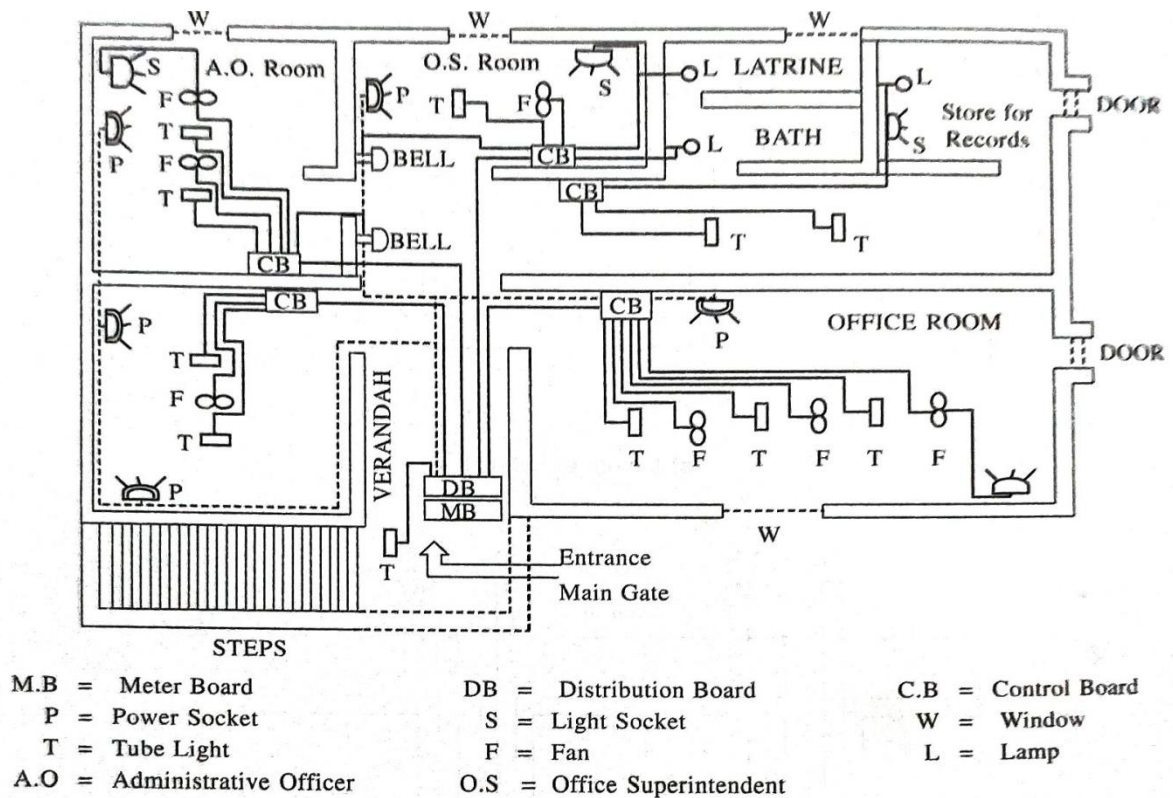 W
W
W
S
A.O. Room
O.S. Room
S
L
LATRINE
L
F
P
T
F
DOOR
T
P
Store for
Records
F
BELL
CB
L
BATH
S
T
CB
BELL
T
T
CB
CB
CB
P
P
OFFICE ROOM
DOOR
T
F
T
VERANDAH
T
F
T
F
T
F
P
DB
MB
W
T
Entrance
Main Gate
STEPS
M.B = Meter Board
DB = Distribution Board
C.B = Control Board
P = Power Socket
S = Light Socket
W = Window
T = Tube Light
F = Fan
L = Lamp
A.O = Administrative Officer
O.S = Office Superintendent